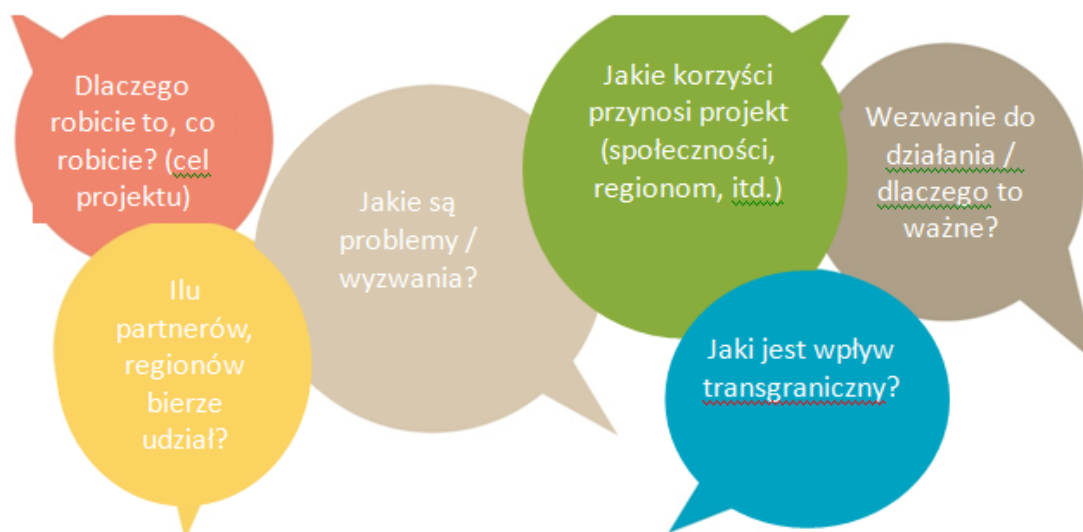 Dlaczego
robicie to, co
robicie? (cel
projektu)
Ilu
partnerów,
regionów
bierze
udział?
Jakie są
problemy /
wyzwania?
Jakie korzyści
przynosi projekt
(społeczności,
regionom, itd.)
Jaki jest wpływ
transgraniczny?
Wezwanie do
działania /
dlaczego to
ważne?